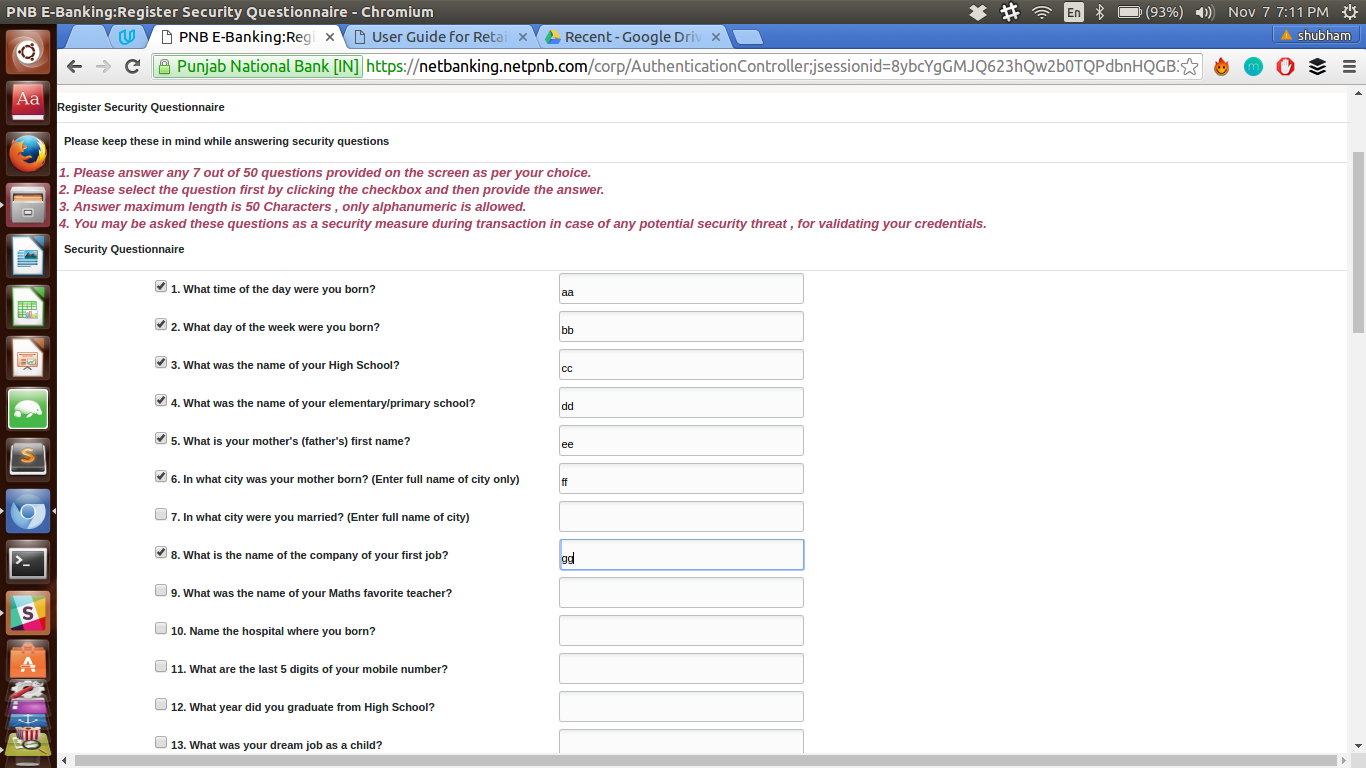 PNB E-Banking:Register Security Questionnaire - Chromium
En
(93%)
Nov 7 7:11 PM
PNB E-Banking:Regi
User Guide for Retai
Recent - Google Driv
shubham
Punjab National Bank [IN]
https://netbanking.netpnb.com/corp/AuthenticationController;jsessionid=8ybcYgGMJQ623hQw2b0TQPdbnHQGB
Register Security Questionnaire
Please keep these in mind while answering security questions
1. Please answer any 7 out of 50 questions provided on the screen as per your choice.
2. Please select the question first by clicking the checkbox and then provide the answer.
3. Answer maximum length is 50 Characters , only alphanumeric is allowed.
4. You may be asked these questions as a security measure during transaction in case of any potential security threat , for validating your credentials.
Security Questionnaire
1. What time of the day were you born?
aa
2. What day of the week were you born?
bb
3. What was the name of your High School?
cc
4. What was the name of your elementary/primary school?
dd
5. What is your mother's (father's) first name?
ee
6. In what city was your mother born? (Enter full name of city only)
ff
7. In what city were you married? (Enter full name of city)
8. What is the name of the company of your first job?
gg
9. What was the name of your Maths favorite teacher?
10. Name the hospital where you born?
11. What are the last 5 digits of your mobile number?
12. What year did you graduate from High School?
13. What was your dream job as a child?
Aa
S
>_
S
A